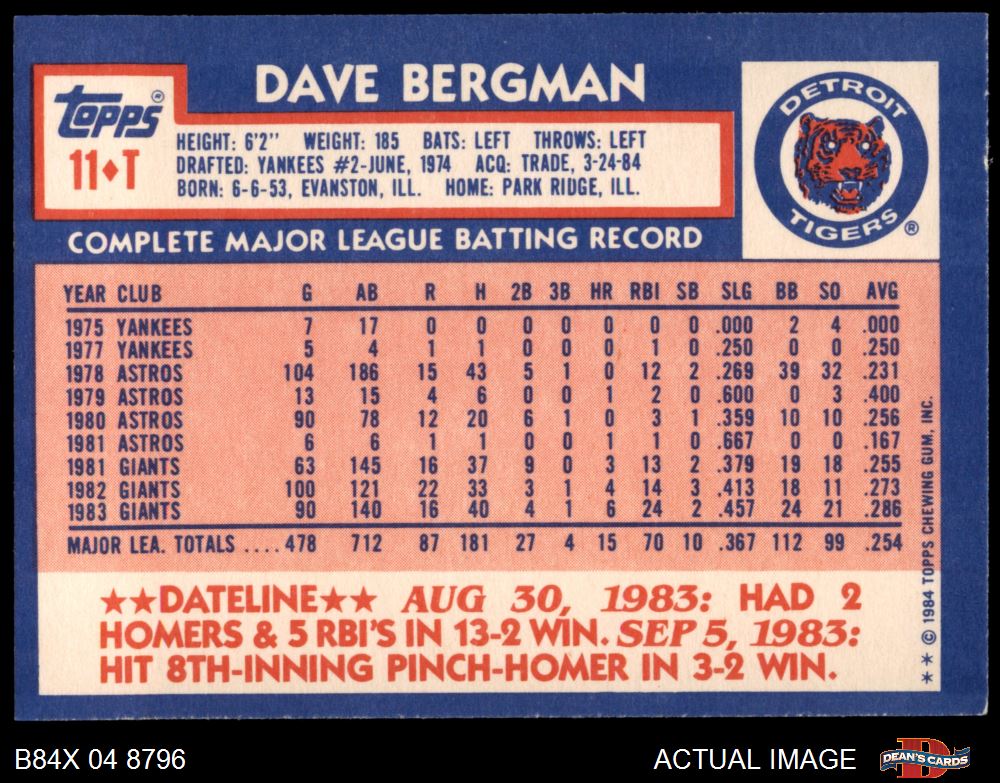 DAVE BERGMAN
Topps®
11♦T
HEIGHT: 6'2" WEIGHT: 185 BATS: LEFT THROWS: LEFT
DRAFTED: YANKEES #2-JUNE, 1974 ACQ: TRADE, 3-24-84
BORN: 6-6-53, EVANSTON, ILL. HOME: PARK RIDGE, ILL.
DETROIT
TIGERS®
COMPLETE MAJOR LEAGUE BATTING RECORD
YEAR CLUB G AB R H 2B 3B HR RBI SB SLG BB SO AVG
1975 YANKEES 7 17 0 0 0 0 0 0 0 .000 2 4 .000
1977 YANKEES 5 4 1 1 0 0 0 1 0 .250 0 0 .250
1978 ASTROS 104 186 15 43 5 1 0 12 2 .269 39 32 .231
1979 ASTROS 13 15 4 6 0 0 1 2 0 .600 0 3 .400
1980 ASTROS 90 78 12 20 6 1 0 3 1 .359 10 10 .256
1981 ASTROS 6 6 1 1 0 0 1 1 0 .667 0 0 .167
1981 GIANTS 63 145 16 37 9 0 3 13 2 .379 19 18 .255
1982 GIANTS 100 121 22 33 3 1 4 14 3 .413 18 11 .273
1983 GIANTS 90 140 16 40 4 1 6 24 2 .457 24 21 .286
MAJOR LEA. TOTALS ....478 712 87 181 27 4 15 70 10 .367 112 99 .254
★★DATELINE★★ AUG 30, 1983: HAD 2
HOMERS & 5 RBI'S IN 13-2 WIN. SEP 5, 1983:
HIT 8TH-INNING PINCH-HOMER IN 3-2 WIN.
** © 1984 TOPPS CHEWING GUM, INC.
B84X 04 8796
ACTUAL IMAGE
DEAN'S CARDS